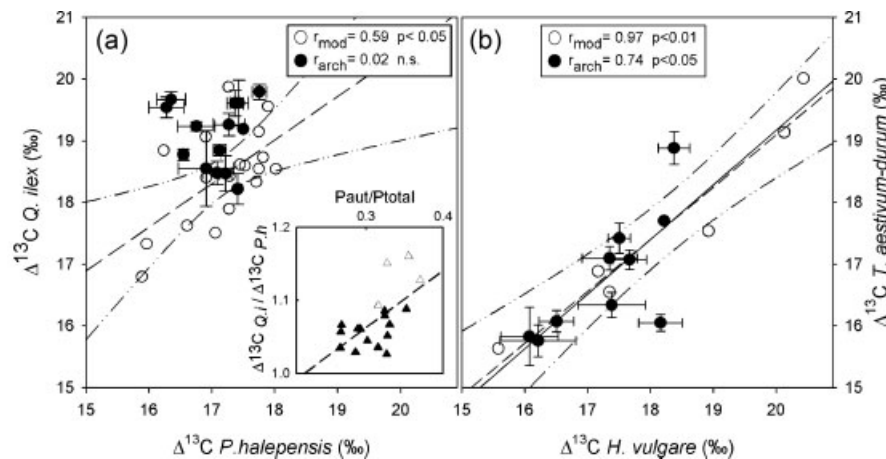 (a)
○ r_mod = 0.59 p< 0.05
● r_arch = 0.02 n.s.
(b)
○ r_mod = 0.97 p<0.01
● r_arch = 0.74 p<0.05
21
20
19
18
17
16
15
Δ¹³C Q. ilex (‰)
15 16 17 18 19 20
Δ¹³C P.halepensis (‰)
Paut/Ptotal
0.3 0.4
1.2
1.1
1.0
Δ¹³C Q.i / Δ¹³C P.h
15 16 17 18 19 20
Δ¹³C H. vulgare (‰)
21
20
19
18
17
16
15
Δ¹³C T. aestivum-durum (‰)